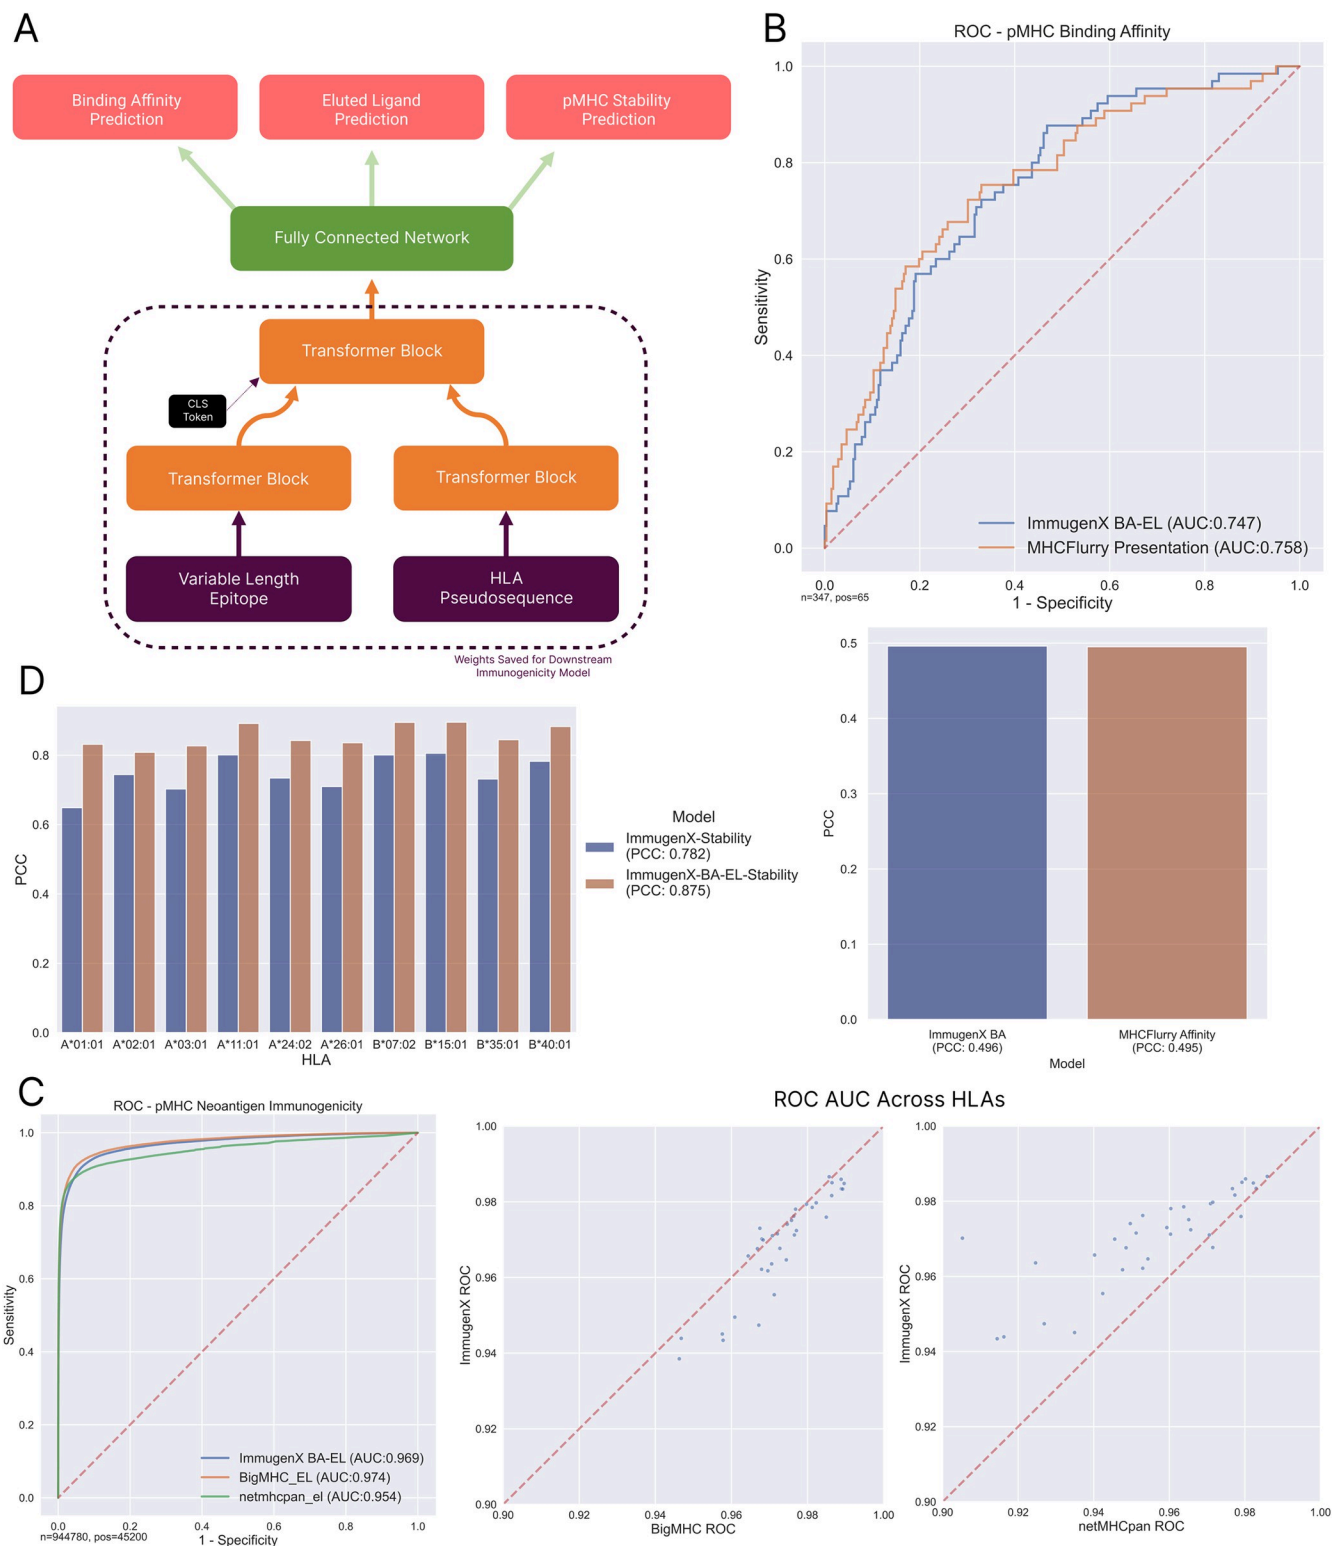 A
Binding Affinity
Prediction
Eluted Ligand
Prediction
pMHC Stability
Prediction
Fully Connected Network
Transformer Block
CLS
Token
Transformer Block
Transformer Block
Variable Length
Epitope
HLA
Pseudosequence
Weights Saved for Downstream
Immunogenicity Model
B
ROC - pMHC Binding Affinity
Sensitivity
1.0
0.8
0.6
0.4
0.2
0.0
ImmugenX BA-EL (AUC:0.747)
MHCFlurry Presentation (AUC:0.758)
0.0
0.2
0.4
0.6
0.8
1.0
n=347, pos=65
1 - Specificity
PCC
0.5
0.4
0.3
0.2
0.1
0.0
ImmugenX BA
(PCC: 0.496)
MHCFlurry Affinity
(PCC: 0.495)
Model
D
PCC
0.8
0.6
0.4
0.2
0.0
A*01:01
A*02:01
A*03:01
A*11:01
A*24:02
A*26:01
B*07:02
B*15:01
B*35:01
B*40:01
HLA
Model
ImmugenX-Stability
(PCC: 0.782)
ImmugenX-BA-EL-Stability
(PCC: 0.875)
C
ROC - pMHC Neoantigen Immunogenicity
Sensitivity
1.0
0.8
0.6
0.4
0.2
0.0
ImmugenX BA-EL (AUC:0.969)
BigMHC_EL (AUC:0.974)
netmhcpan_el (AUC:0.954)
0.0
0.2
0.4
0.6
0.8
1.0
n=944780, pos=45200
1 - Specificity
ROC AUC Across HLAs
ImmugenX ROC
1.00
0.98
0.96
0.94
0.92
0.90
0.90
0.92
0.94
0.96
0.98
1.00
BigMHC ROC
ImmugenX ROC
1.00
0.98
0.96
0.94
0.92
0.90
0.90
0.92
0.94
0.96
0.98
1.00
netMHCpan ROC